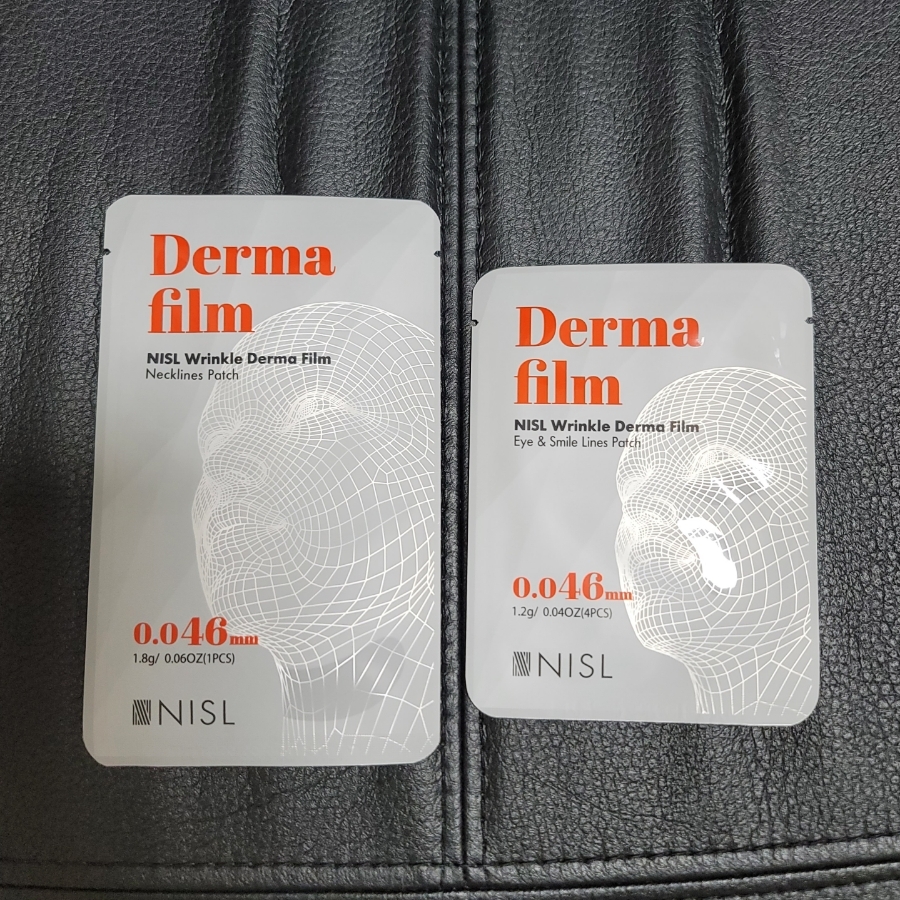 Derma
film
NISL Wrinkle Derma Film
Necklines Patch
0.046mm
1.8g/ 0.06OZ(1PCS)
NISL
Derma
film
NISL Wrinkle Derma Film
Eye & Smile Lines Patch
0.046mm
1.2g/ 0.04OZ(4PCS)
NISL